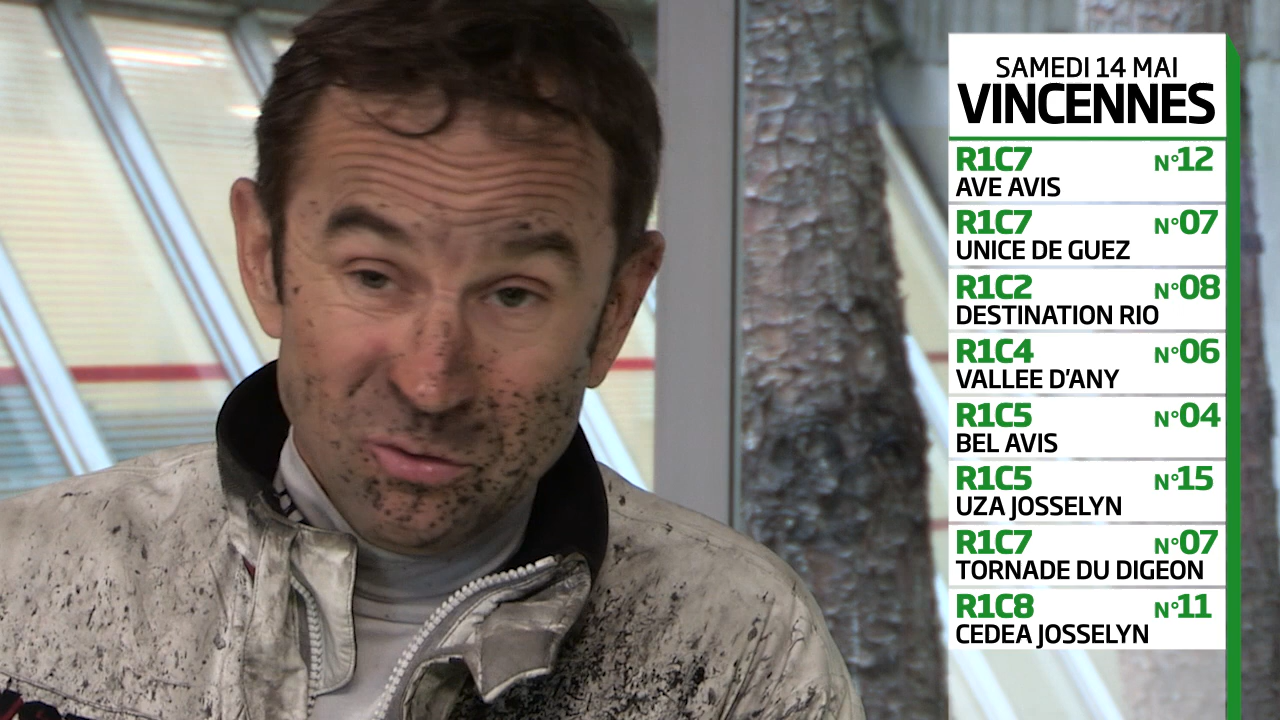 SAMEDI 14 MAI
VINCENNES
R1C7 N°12
AVE AVIS
R1C7 N°07
UNICE DE GUEZ
R1C2 N°08
DESTINATION RIO
R1C4 N°06
VALLEE D'ANY
R1C5 N°04
BEL AVIS
R1C5 N°15
UZA JOSSELYN
R1C7 N°07
TORNADE DU DIGEON
R1C8 N°11
CEDEA JOSSELYN